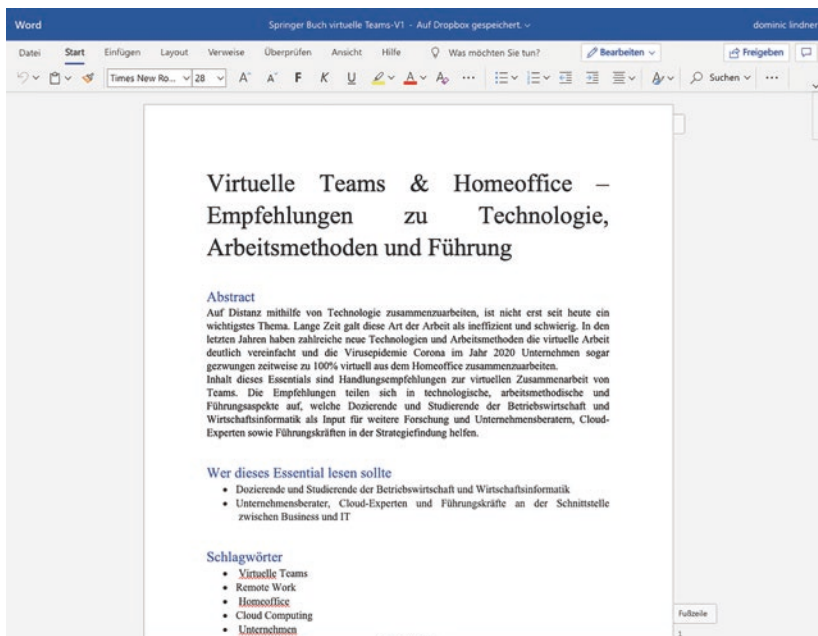 Word Springer Buch virtuelle Teams-V1 - Auf Dropbox gespeichert. dominic lindner
Datei Start Einfügen Layout Verweise Überprüfen Ansicht Hilfe Was möchten Sie tun? Bearbeiten Freigeben
Times New Ro... 28 A A F K U A A ... Suchen ...
Virtuelle Teams & Homeoffice –
Empfehlungen zu Technologie,
Arbeitsmethoden und Führung
Abstract
Auf Distanz mithilfe von Technologie zusammenzuarbeiten, ist nicht erst seit heute ein
wichtigstes Thema. Lange Zeit galt diese Art der Arbeit als ineffizient und schwierig. In den
letzten Jahren haben zahlreiche neue Technologien und Arbeitsmethoden die virtuelle Arbeit
deutlich vereinfacht und die Virusepidemie Corona im Jahr 2020 Unternehmen sogar
gezwungen zeitweise zu 100% virtuell aus dem Homeoffice zusammenzuarbeiten.
Inhalt dieses Essentials sind Handlungsempfehlungen zur virtuellen Zusammenarbeit von
Teams. Die Empfehlungen teilen sich in technologische, arbeitsmethodische und
Führungsaspekte auf, welche Dozierende und Studierende der Betriebswirtschaft und
Wirtschaftsinformatik als Input für weitere Forschung und Unternehmensberatern, Cloud-
Experten sowie Führungskräften in der Strategiefindung helfen.
Wer dieses Essential lesen sollte
• Dozierende und Studierende der Betriebswirtschaft und Wirtschaftsinformatik
• Unternehmensberater, Cloud-Experten und Führungskräfte an der Schnittstelle
zwischen Business und IT
Schlagwörter
• Virtuelle Teams
• Remote Work
• Homeoffice
• Cloud Computing
• Unternehmen
Fußzeile
1